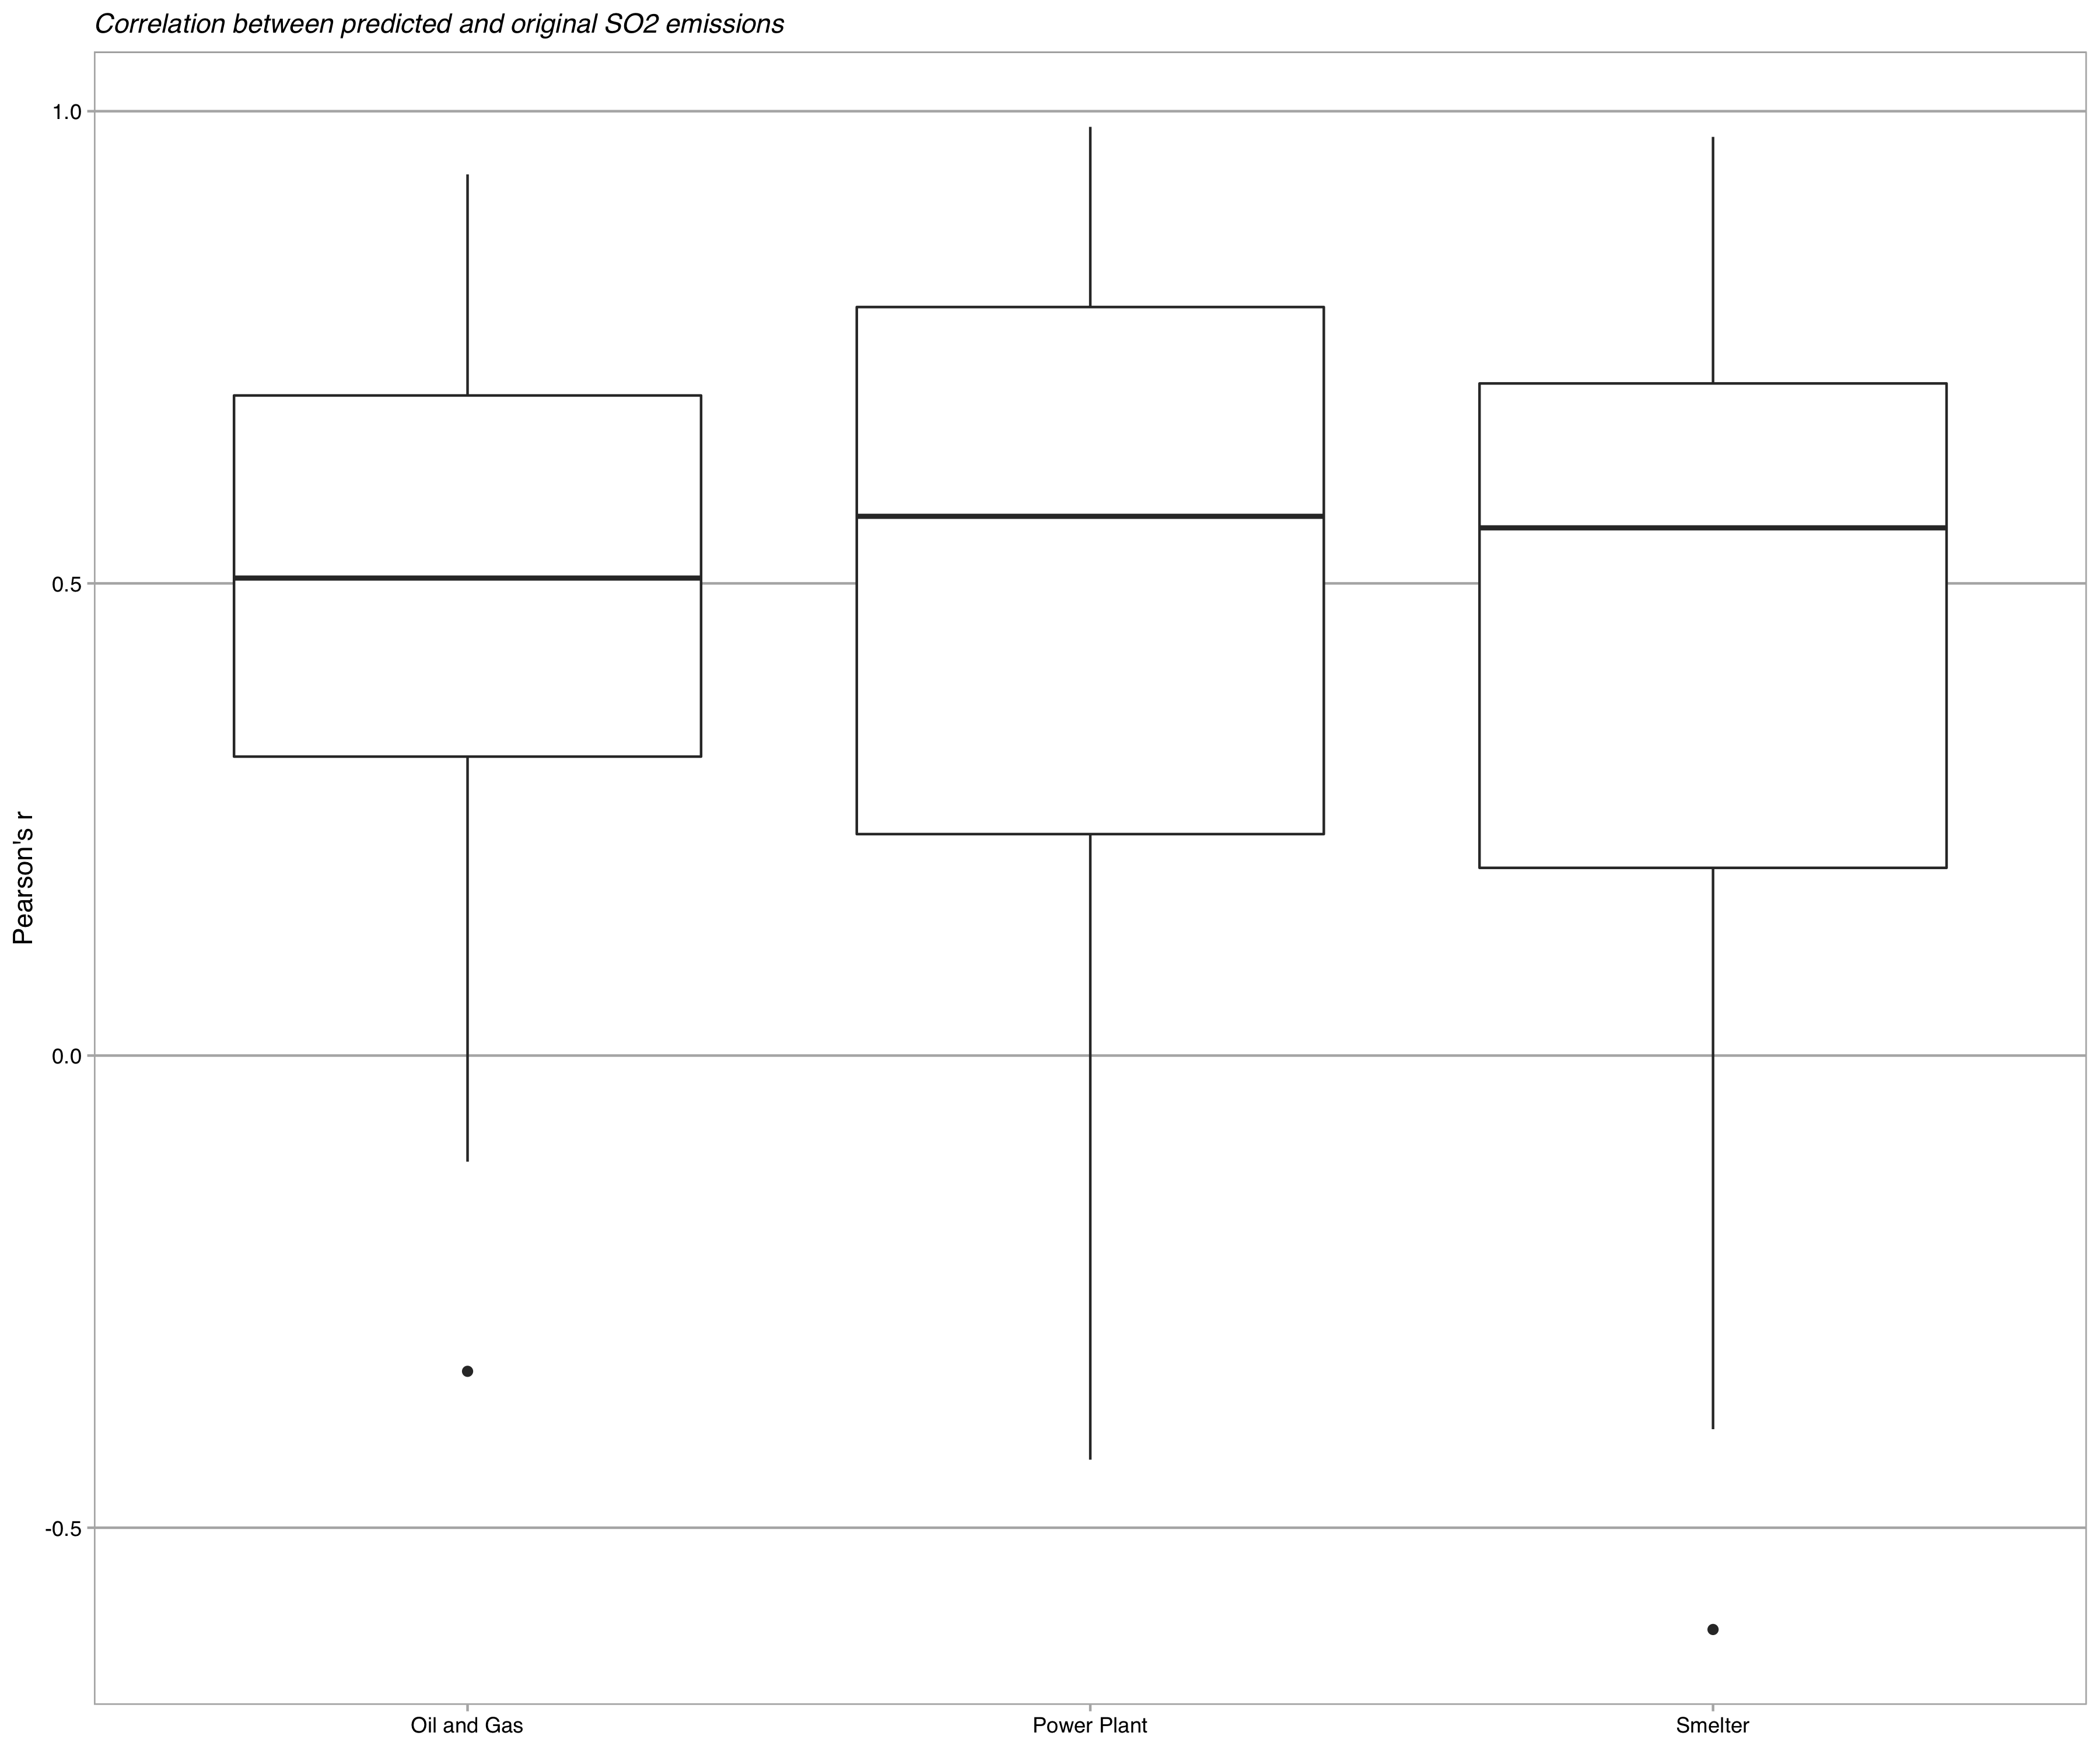 Correlation between predicted and original SO2 emissions
1.0
0.5
0.0
-0.5
Pearson's r
Oil and Gas
Power Plant
Smelter